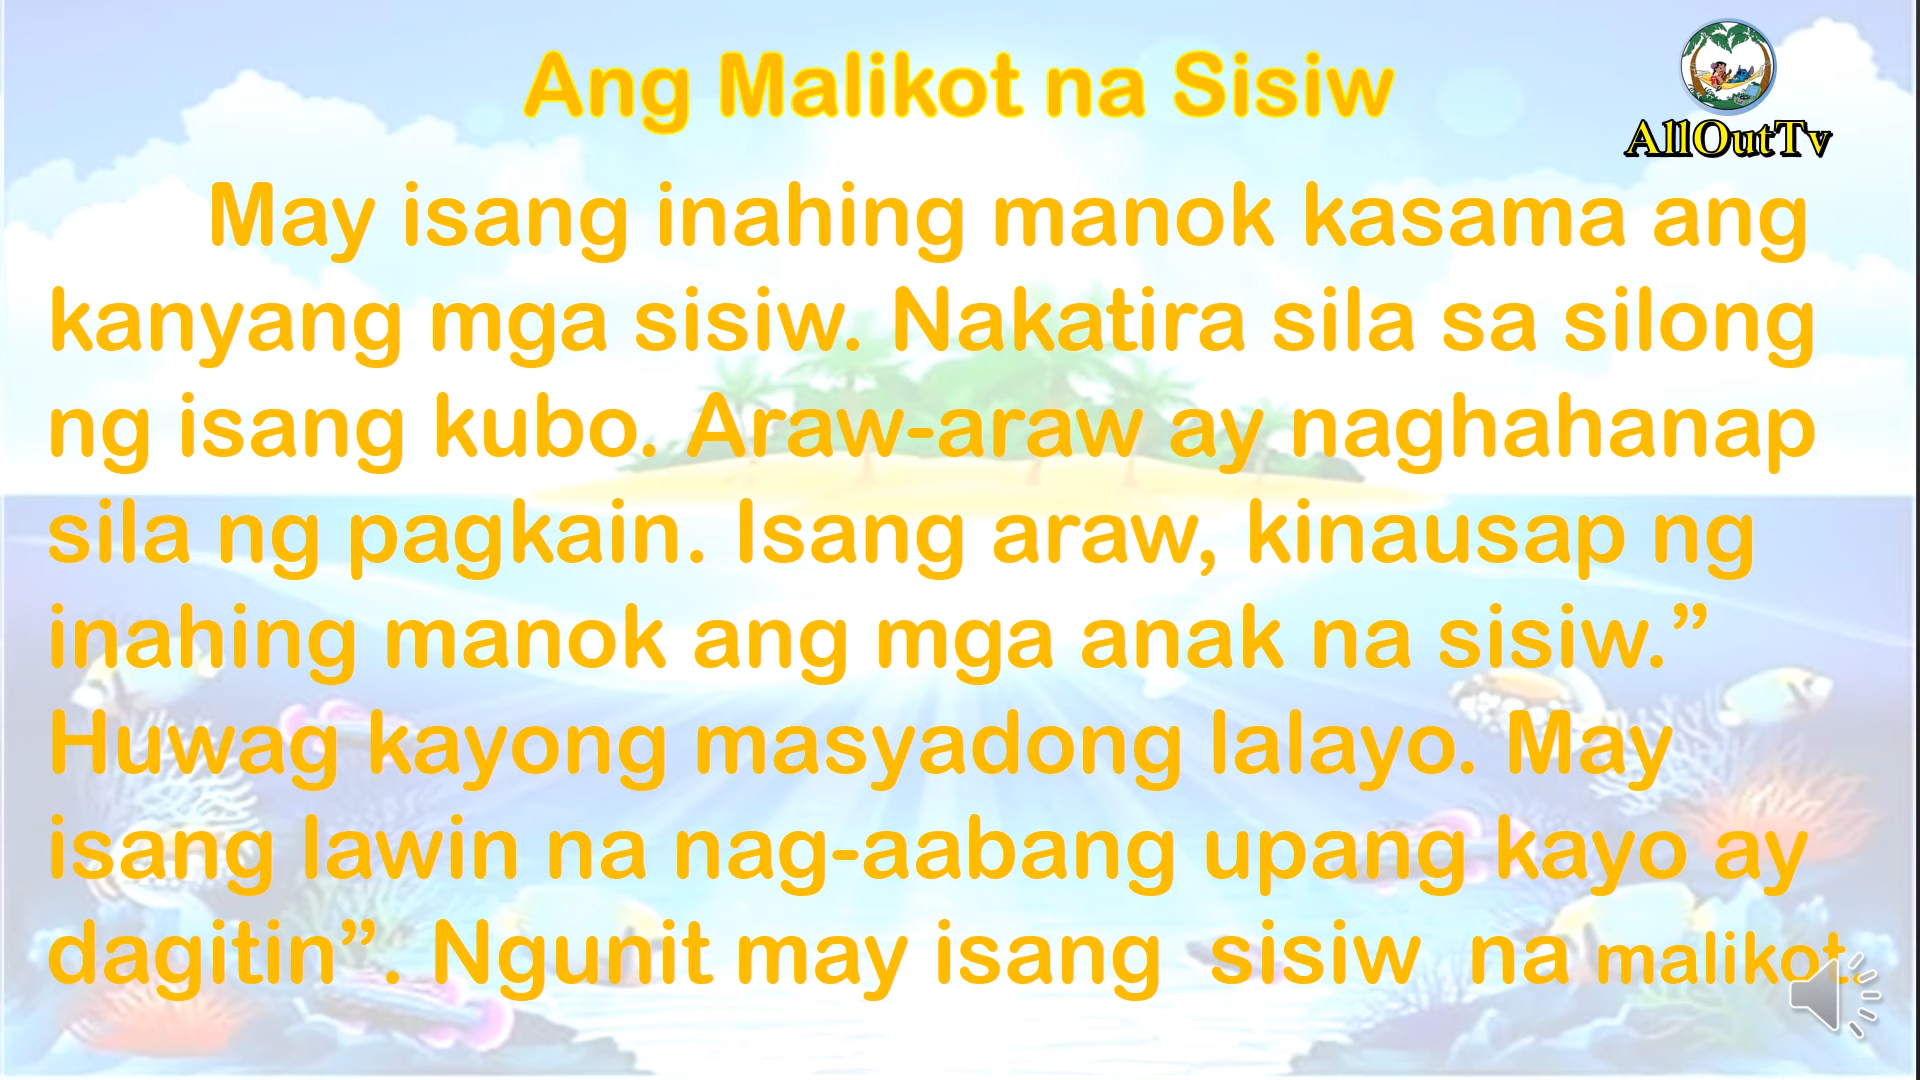 Ang Malikot na Sisiw
AllOutTv
May isang inahing manok kasama ang
kanyang mga sisiw. Nakatira sila sa silong
ng isang kubo. Araw-araw ay naghahanap
sila ng pagkain. Isang araw, kinausap ng
inahing manok ang mga anak na sisiw.”
Huwag kayong masyadong lalayo. May
isang lawin na nag-aabang upang kayo ay
dagitin”. Ngunit may isang sisiw na malikot.